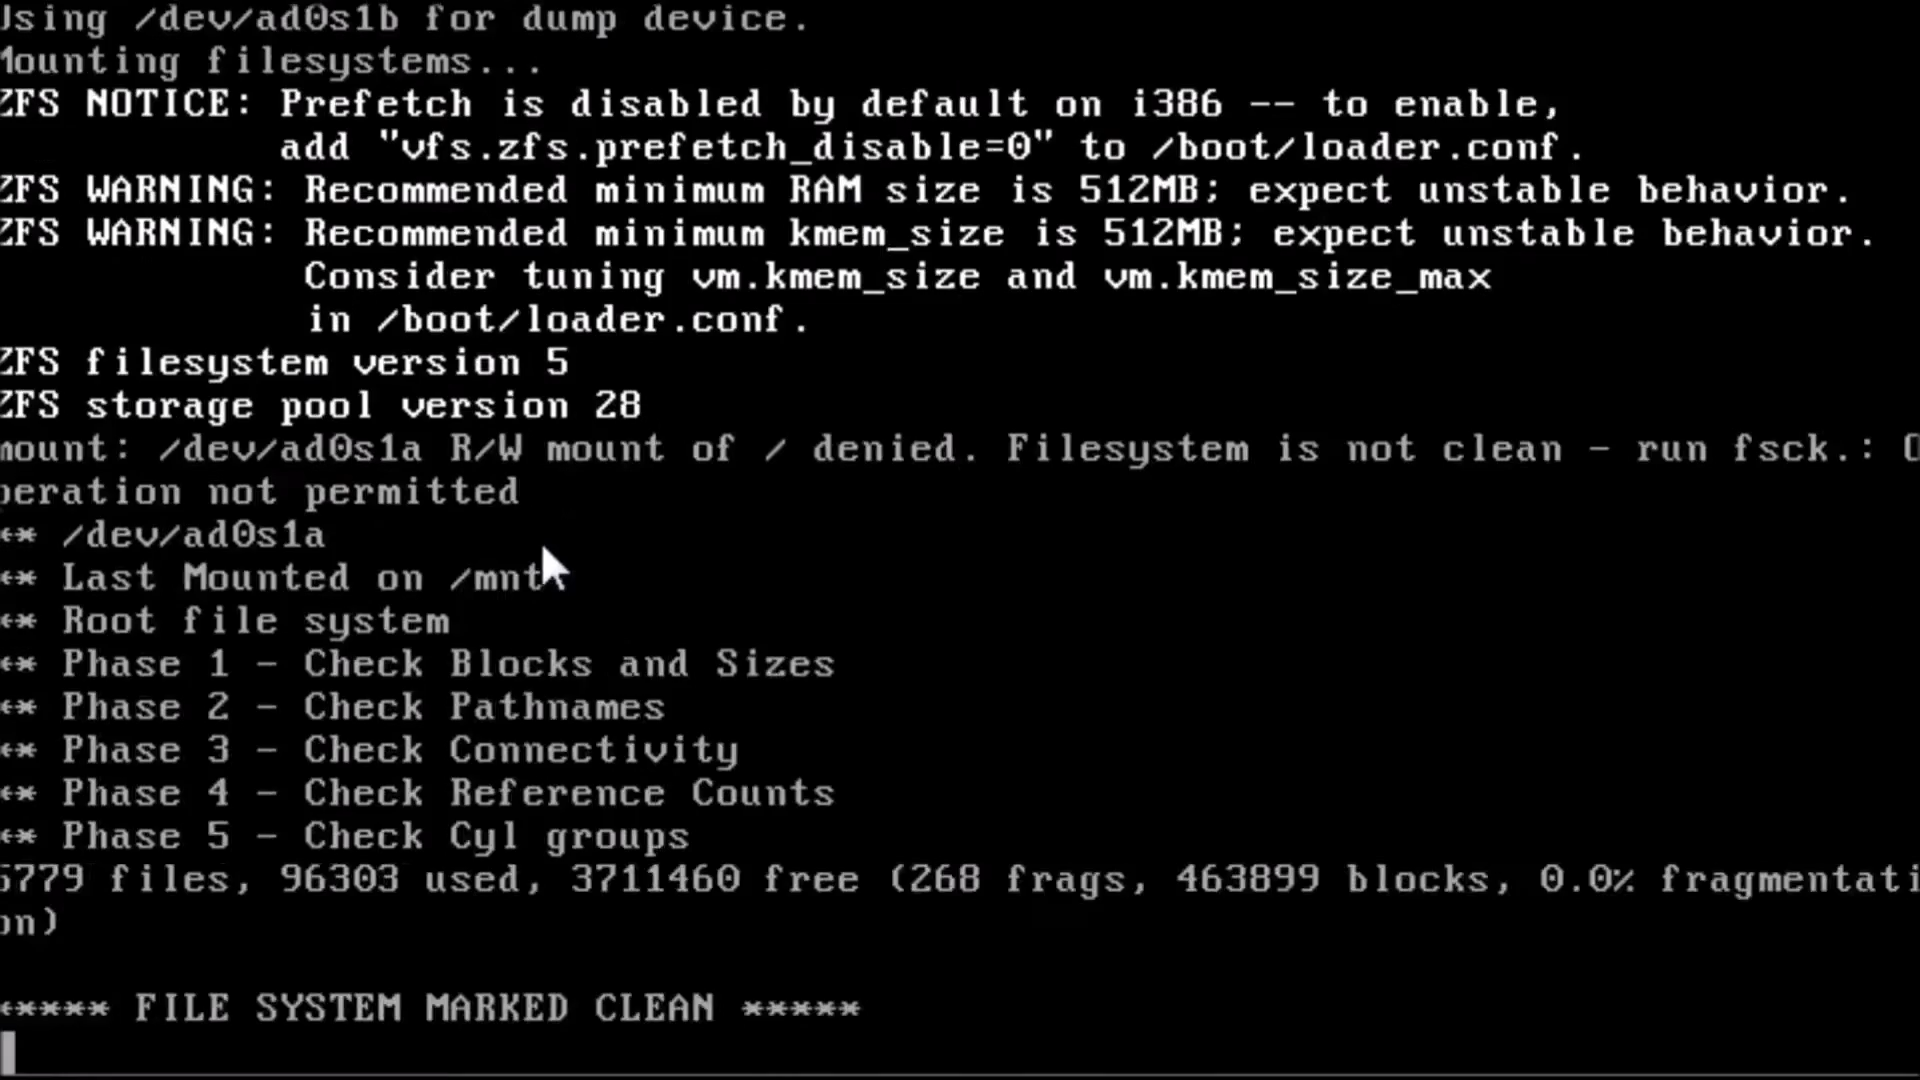 Using /dev/ad0s1b for dump device.
Mounting filesystems...
ZFS NOTICE: Prefetch is disabled by default on i386 -- to enable,
add "vfs.zfs.prefetch_disable=0" to /boot/loader.conf.
ZFS WARNING: Recommended minimum RAM size is 512MB; expect unstable behavior.
ZFS WARNING: Recommended minimum kmem_size is 512MB; expect unstable behavior.
Consider tuning vm.kmem_size and vm.kmem_size_max
in /boot/loader.conf.
ZFS filesystem version 5
ZFS storage pool version 28
mount: /dev/ad0s1a R/W mount of / denied. Filesystem is not clean - run fsck.: O
peration not permitted
** /dev/ad0s1a
** Last Mounted on /mnt
** Root file system
** Phase 1 - Check Blocks and Sizes
** Phase 2 - Check Pathnames
** Phase 3 - Check Connectivity
** Phase 4 - Check Reference Counts
** Phase 5 - Check Cyl groups
5779 files, 96303 used, 3711460 free (268 frags, 463899 blocks, 0.0% fragmentati
on)
***** FILE SYSTEM MARKED CLEAN *****